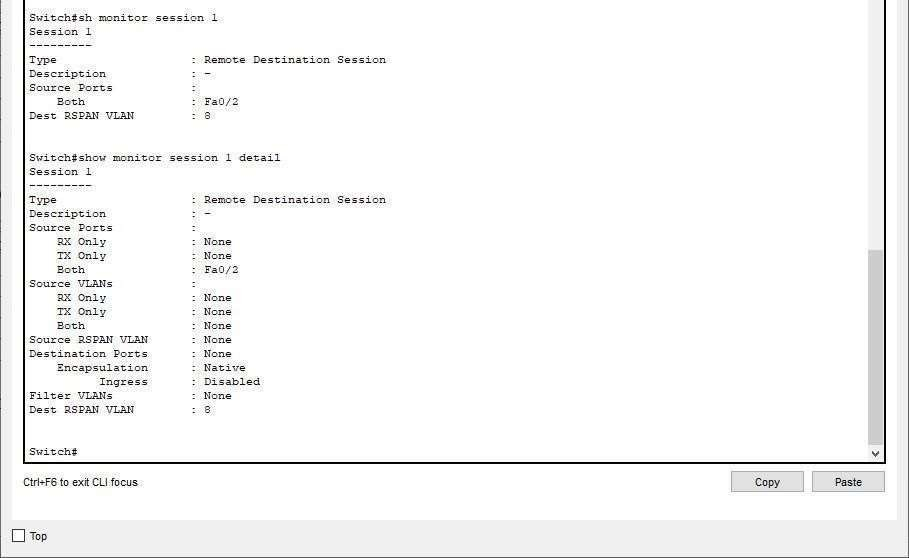 Switch#sh monitor session 1
Session 1
---------
Type : Remote Destination Session
Description : -
Source Ports :
Both : Fa0/2
Dest RSPAN VLAN : 8
Switch#show monitor session 1 detail
Session 1
---------
Type : Remote Destination Session
Description : -
Source Ports :
RX Only : None
TX Only : None
Both : Fa0/2
Source VLANs :
RX Only : None
TX Only : None
Both : None
Source RSPAN VLAN : None
Destination Ports : None
Encapsulation : Native
Ingress : Disabled
Filter VLANs : None
Dest RSPAN VLAN : 8
Switch#
Ctrl+F6 to exit CLI focus
Copy
Paste
Top